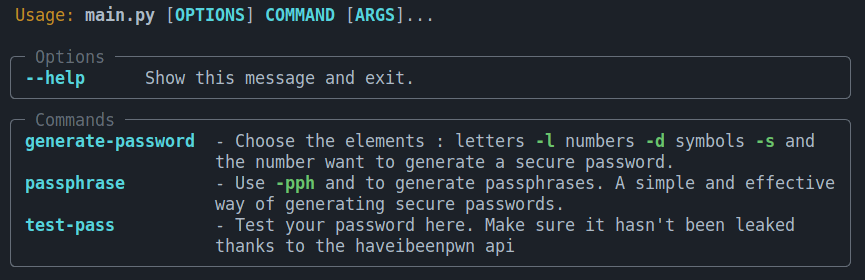 Usage: main.py [OPTIONS] COMMAND [ARGS]...
Options
--help Show this message and exit.
Commands
generate-password - Choose the elements : letters -l numbers -d symbols -s and
the number want to generate a secure password.
passphrase - Use -pph and to generate passphrases. A simple and effective
way of generating secure passwords.
test-pass - Test your password here. Make sure it hasn't been leaked
thanks to the haveibeenpwn api